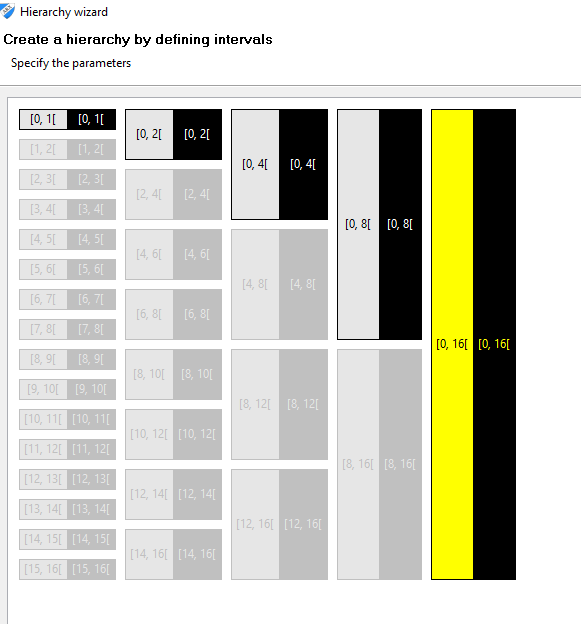 Hierarchy wizard
Create a hierarchy by defining intervals
Specify the parameters
[0, 1[ [0, 1[
[1, 2[ [1, 2[
[2, 3[ [2, 3[
[3, 4[ [3, 4[
[4, 5[ [4, 5[
[5, 6[ [5, 6[
[6, 7[ [6, 7[
[7, 8[ [7, 8[
[8, 9[ [8, 9[
[9, 10[ [9, 10[
[10, 11[ [10, 11[
[11, 12[ [11, 12[
[12, 13[ [12, 13[
[13, 14[ [13, 14[
[14, 15[ [14, 15[
[15, 16[ [15, 16[
[0, 2[ [0, 2[
[2, 4[ [2, 4[
[4, 6[ [4, 6[
[6, 8[ [6, 8[
[8, 10[ [8, 10[
[10, 12[ [10, 12[
[12, 14[ [12, 14[
[14, 16[ [14, 16[
[0, 4[ [0, 4[
[4, 8[ [4, 8[
[8, 12[ [8, 12[
[12, 16[ [12, 16[
[0, 8[ [0, 8[
[8, 16[ [8, 16[
[0, 16[ [0, 16[